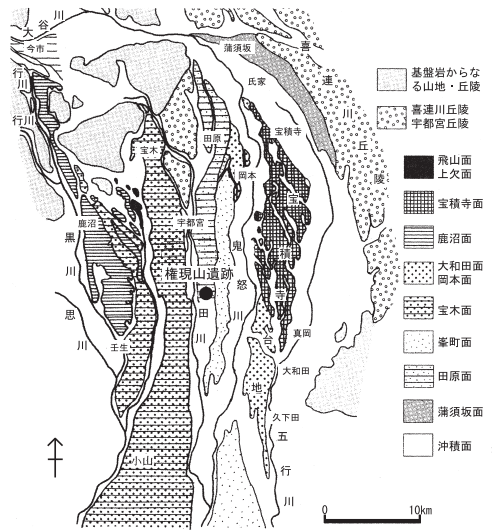 大谷川
今市
行川
行川
蒲須坂
氏家
喜連川丘陵
田原
宝積寺
宝木
岡本
鹿沼
宇都宮
鬼怒川
宝積寺台地
黒川
権現山遺跡
田川
思川
真岡
壬生
大和田
久下田
五行川
小山
0
10km
基盤岩からな
る山地・丘陵
喜連川丘陵
宇都宮丘陵
飛山面
上欠面
宝積寺面
鹿沼面
大和田面
岡本面
宝木面
峯町面
田原面
蒲須坂面
沖積面